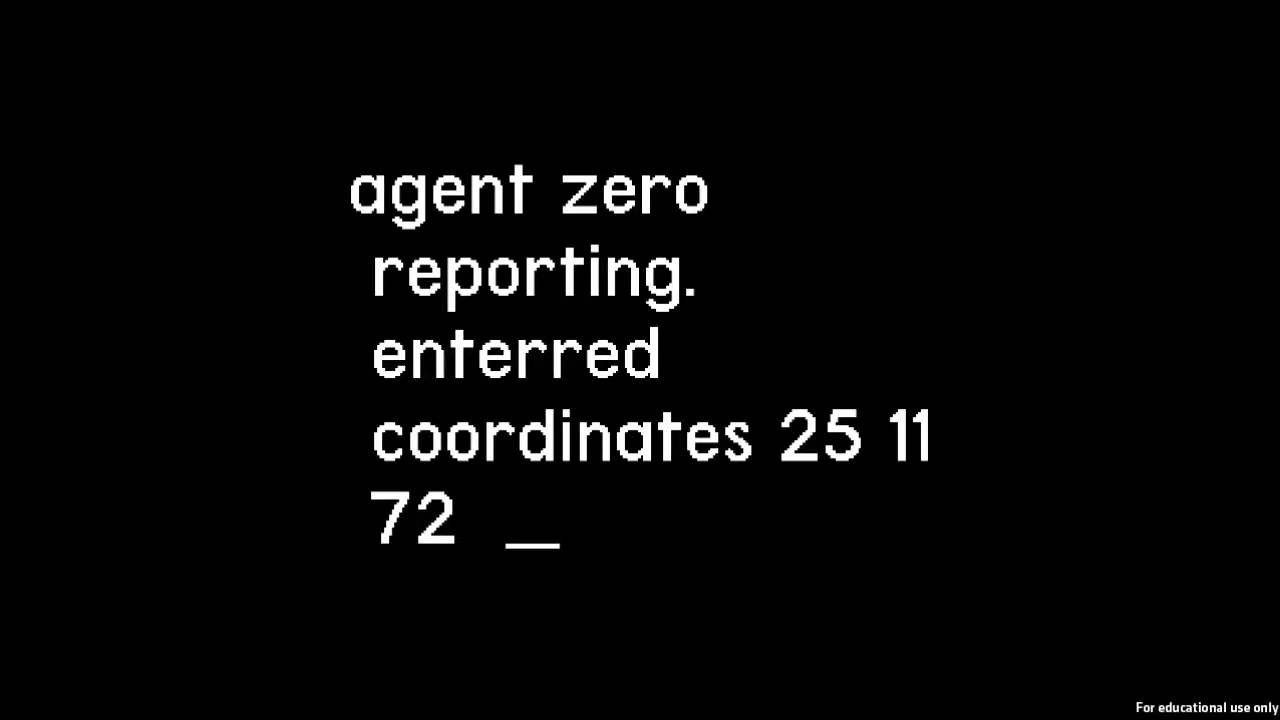 agent zero
reporting.
enterred
coordinates 25 11
72 _
For educational use only